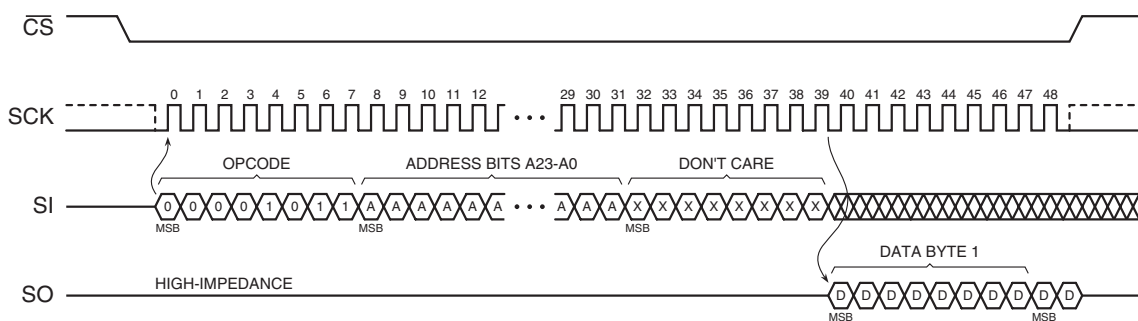 CS
0 1 2 3 4 5 6 7 8 9 10 11 12 29 30 31 32 33 34 35 36 37 38 39 40 41 42 43 44 45 46 47 48
SCK
OPCODE ADDRESS BITS A23-A0 DON'T CARE
SI 0 0 0 0 1 0 1 1 A A A A A A A A A X X X X X X X X
MSB MSB MSB
DATA BYTE 1
HIGH-IMPEDANCE
SO D D D D D D D D D D
MSB MSB